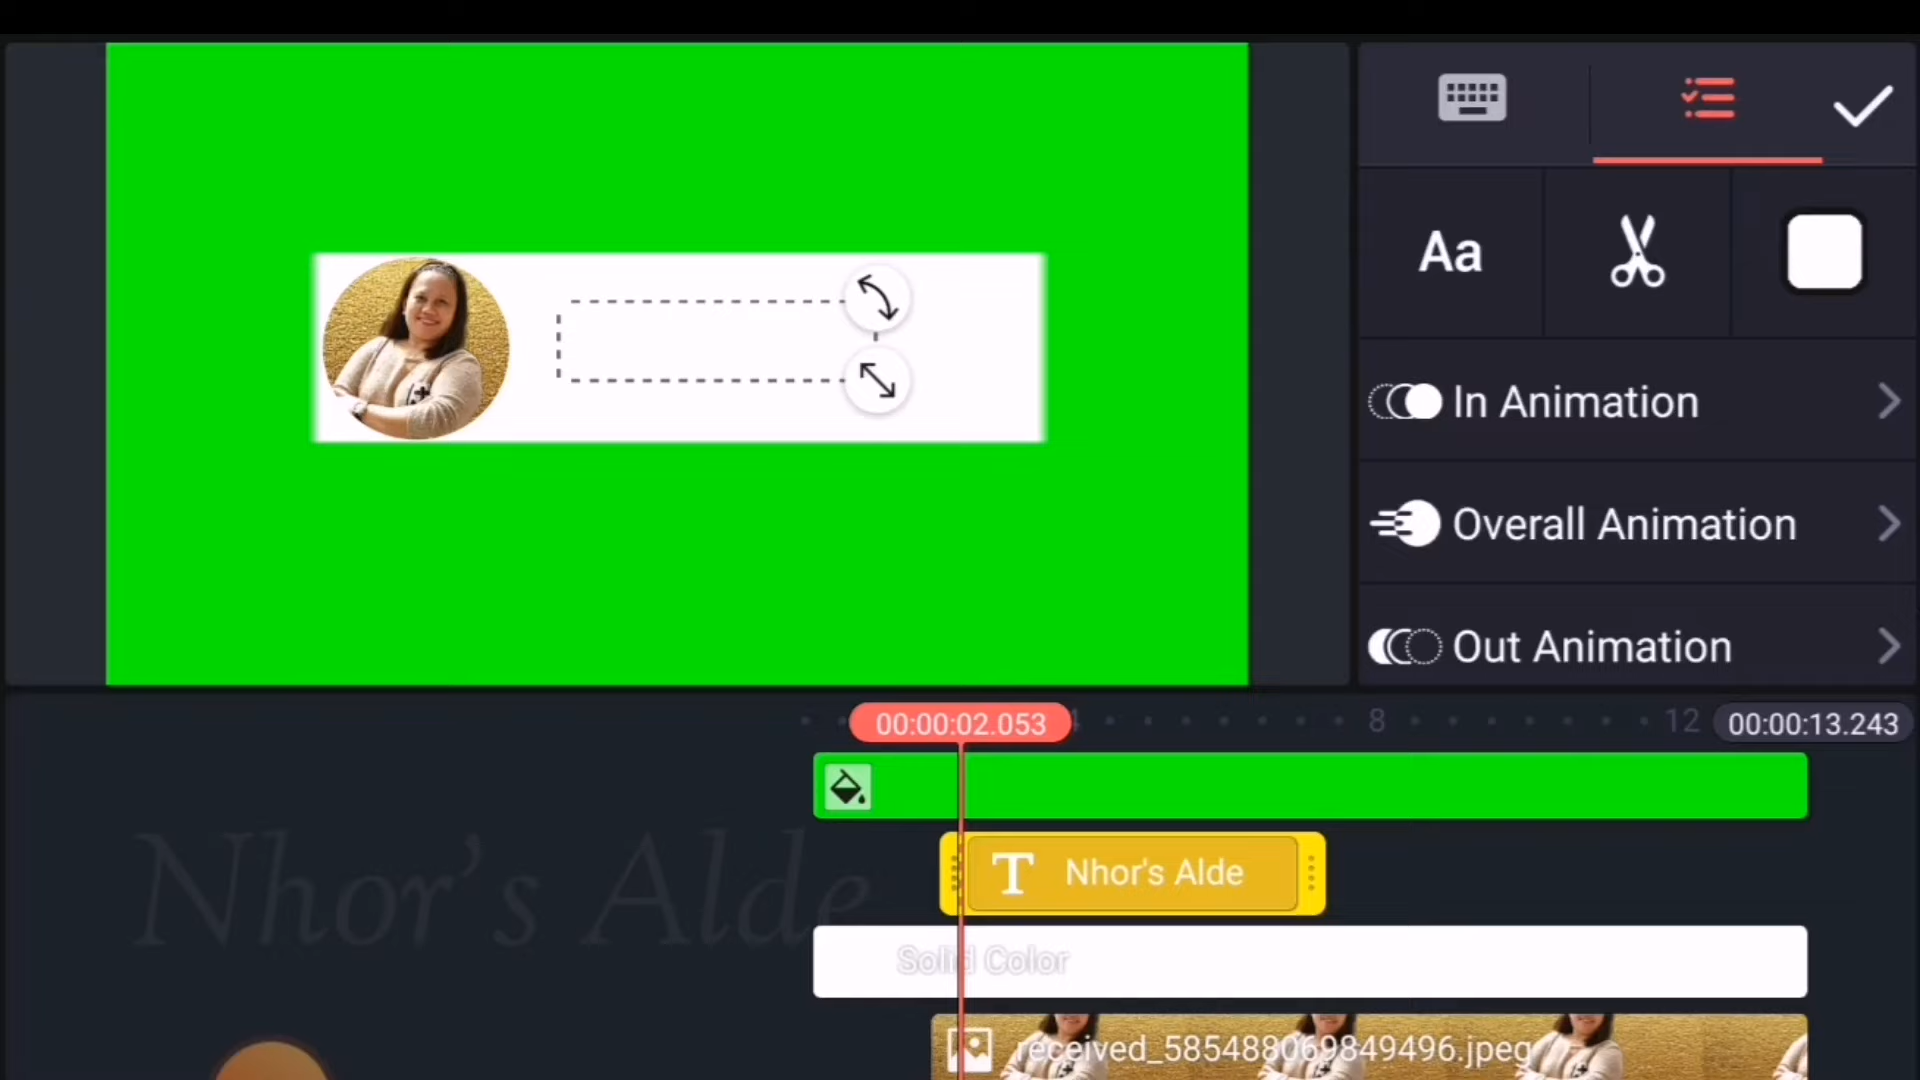 Aa
In Animation
Overall Animation
Out Animation
00:00:02.053
4
8
12
00:00:13.243
T Nhor's Alde
Nhor's Alde
Solid Color
received_585488069849496.jpeg